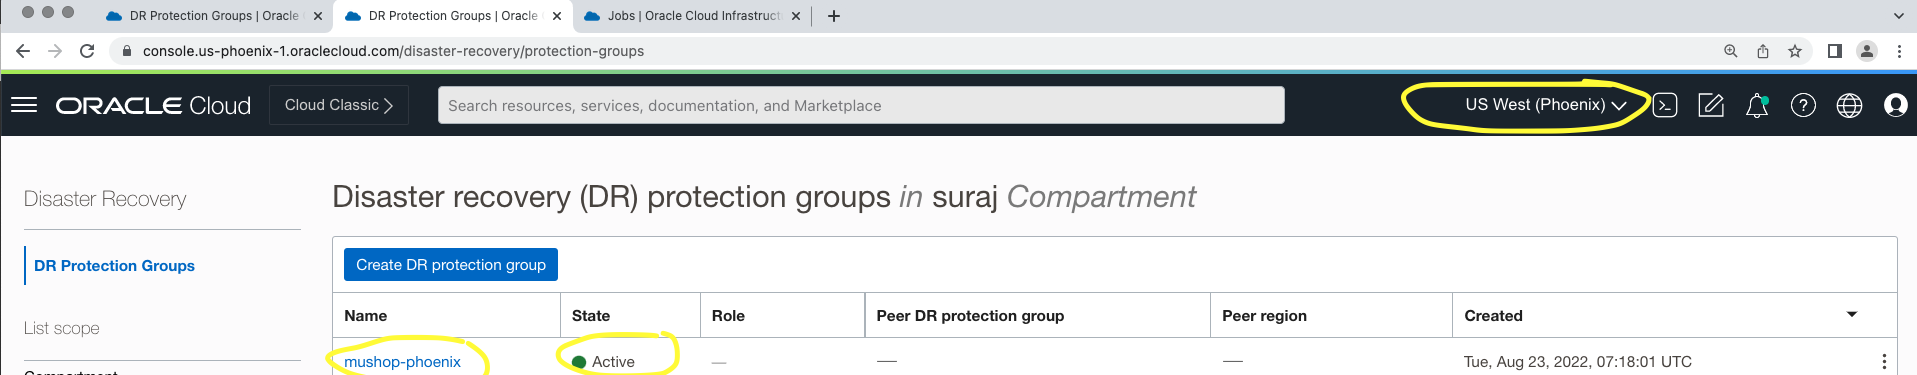 DR Protection Groups | Oracle
DR Protection Groups | Oracle
Jobs | Oracle Cloud Infrastruct
console.us-phoenix-1.oraclecloud.com/disaster-recovery/protection-groups
ORACLE Cloud
Cloud Classic
Search resources, services, documentation, and Marketplace
US West (Phoenix)
Disaster Recovery
Disaster recovery (DR) protection groups in suraj Compartment
DR Protection Groups
Create DR protection group
List scope
Name State Role Peer DR protection group Peer region Created
mushop-phoenix Active — — — Tue, Aug 23, 2022, 07:18:01 UTC
Compartment